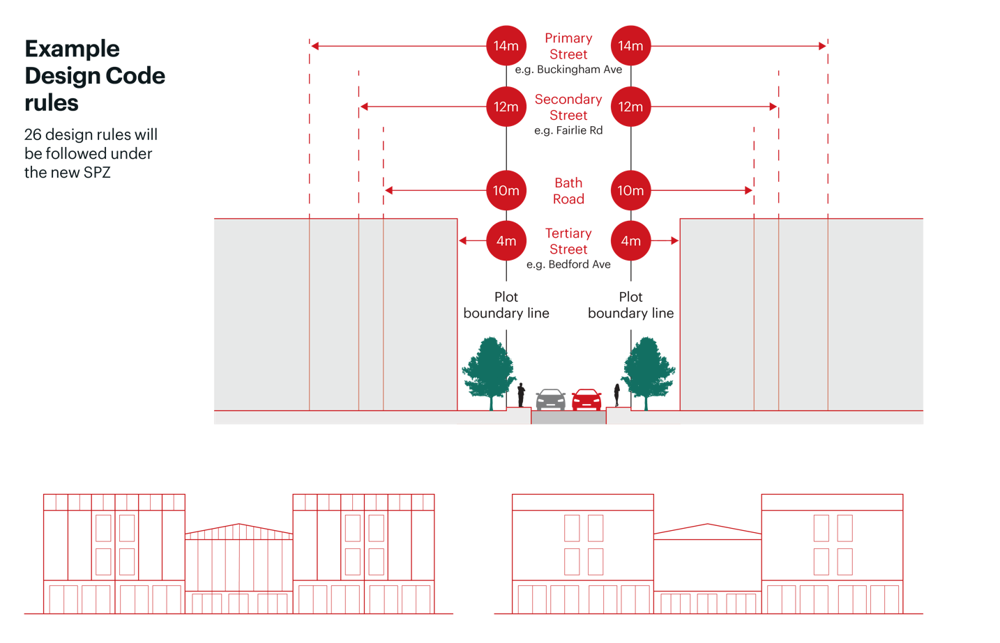 Example
Design Code
rules
26 design rules will
be followed under
the new SPZ
14m
Primary
Street
e.g. Buckingham Ave
14m
12m
Secondary
Street
e.g. Fairlie Rd
12m
10m
Bath
Road
10m
4m
Tertiary
Street
e.g. Bedford Ave
4m
Plot
boundary line
Plot
boundary line